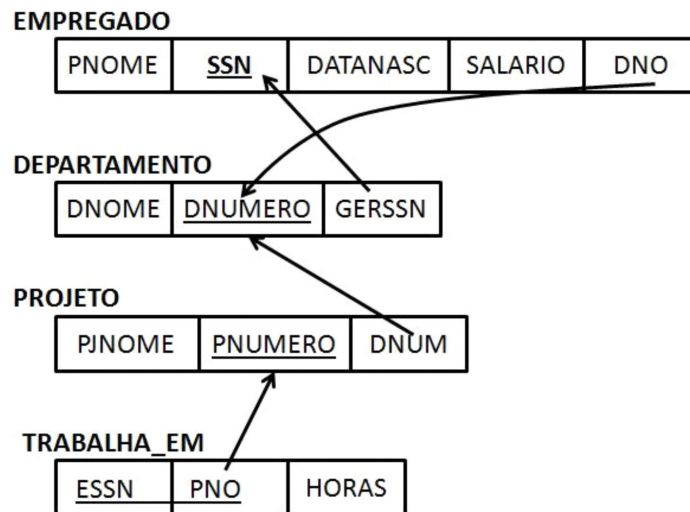 EMPREGADO
PNOME SSN DATANASC SALARIO DNO
DEPARTAMENTO
DNOME DNUMERO GERSSN
PROJETO
PJNOME PNUMERO DNUM
TRABALHA_EM
ESSN PNO HORAS